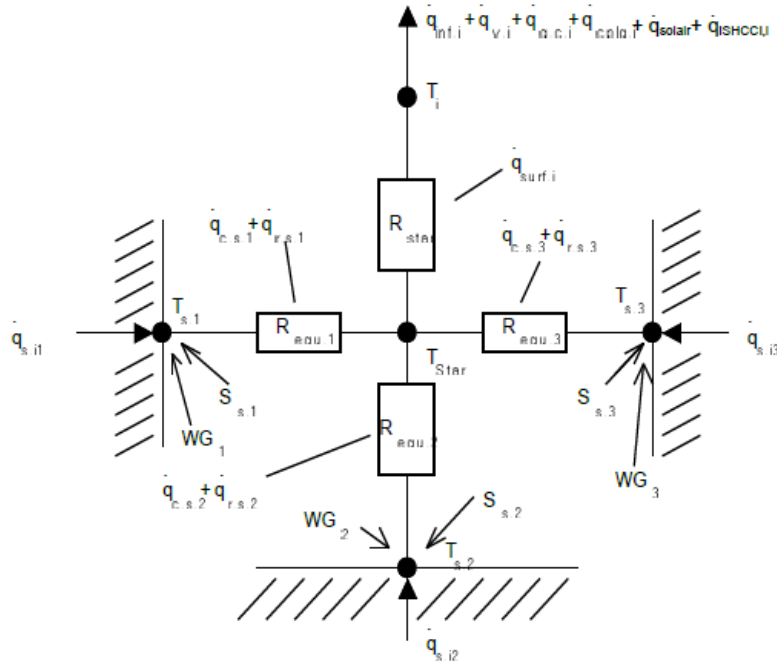 q̇inf,i + q̇v,i + q̇g,c,i + q̇cplg,i + q̇solair + q̇ISHCCI,i
Ti
q̇surf,i
Rstar
q̇c,s,1 + q̇r,s,1
q̇c,s,3 + q̇r,s,3
Ts,1
Ts,3
Requ,1
Requ,3
q̇s,i1
TStar
q̇s,i3
Ss,1
Ss,3
WG1
Requ,2
WG3
q̇c,s,2 + q̇r,s,2
WG2
Ss,2
Ts,2
q̇s,i2